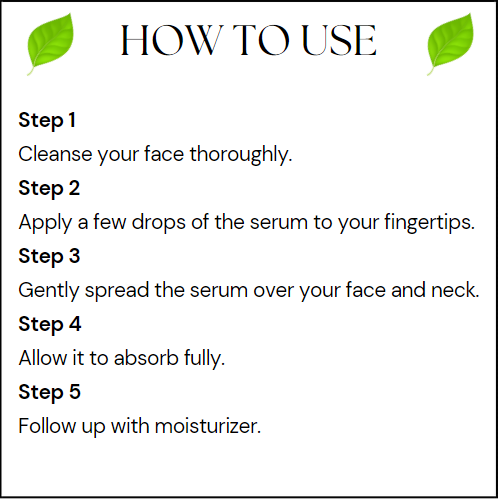 HOW TO USE
Step 1
Cleanse your face thoroughly.
Step 2
Apply a few drops of the serum to your fingertips.
Step 3
Gently spread the serum over your face and neck.
Step 4
Allow it to absorb fully.
Step 5
Follow up with moisturizer.